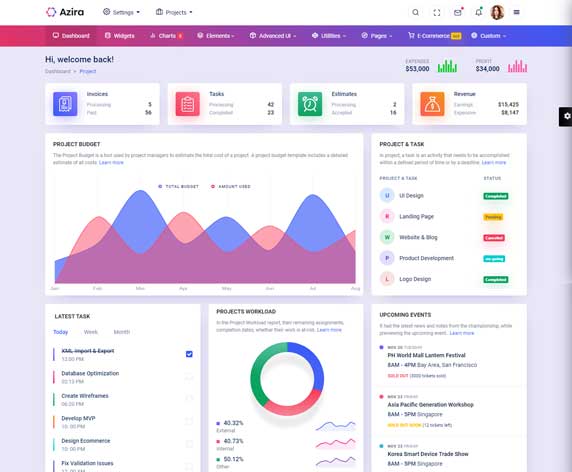 Azira
Settings
Projects
Dashboard
Widgets
Charts
Elements
Advanced UI
Utilities
Pages
E-Commerce
Custom
Hi, welcome back!
Dashboard > Project
EXPENSES
$53,000
PROFIT
$34,000
Invoices
Processing 5
Paid 56
Tasks
Processing 42
Completed 23
Estimates
Processing 2
Accepted 16
Revenue
Earnings $15,425
Expensive $8,147
PROJECT BUDGET
The Project Budget is a tool used by project managers to estimate the total cost of a project. A project budget template includes a detailed
estimate of all costs. Learn more
TOTAL BUDGET AMOUNT USED
Jan Feb Mar Apr May Jun Jul Aug
PROJECT & TASK
In project, a task is an activity that needs to be accomplished
within a defined period of time or by a deadline. Learn more
PROJECT & TASK STATUS
U UI Design Completed
R Landing Page Pending
W Website & Blog Canceled
P Product Development on-going
L Logo Design Completed
LATEST TASK
Today Week Month
XML Import & Export
12:00 PM
Database Optimization
02:13 PM
Create Wireframes
06:20 PM
Develop MVP
10: 00 PM
Design Ecommerce
10: 00 PM
Fix Validation Issues
PROJECTS WORKLOAD
In the Project Workload report, thier remaining assignments,
completion dates, whether their work is at-risk. Learn more
40.32%
External
40.73%
Internal
50.12%
Other
UPCOMING EVENTS
It had the latest news and notes from the championship, while
previewing the upcoming event.. Learn more
NOV 20 TUESDAY
PH World Mall Lantern Festival
8AM - 4PM Bay Area, San Francisco
SOLD OUT (3000 tickets sold)
NOV 23 FRIDAY
Asia Pacific Generation Workshop
8AM - 5PM Singapore
SOLD OUT SOON (12 tickets left)
NOV 23 FRIDAY
Korea Smart Device Trade Show
8AM - 5PM Singapore